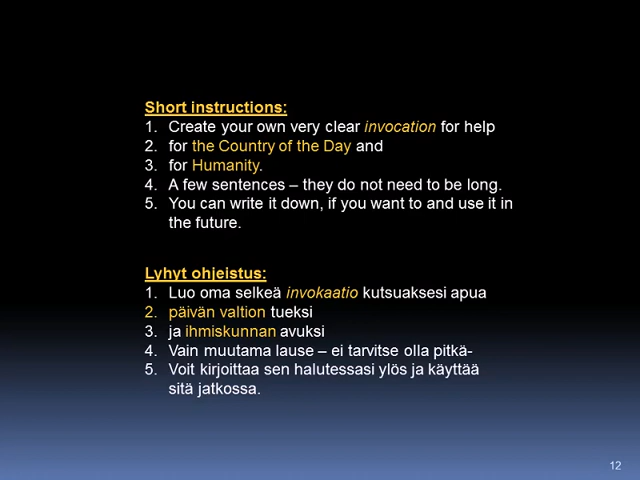 Short instructions:
1. Create your own very clear invocation for help
2. for the Country of the Day and
3. for Humanity.
4. A few sentences – they do not need to be long.
5. You can write it down, if you want to and use it in
the future.
Lyhyt ohjeistus:
1. Luo oma selkeä invokaatio kutsuaksesi apua
2. päivän valtion tueksi
3. ja ihmiskunnan avuksi
4. Vain muutama lause – ei tarvitse olla pitkä-
5. Voit kirjoittaa sen halutessasi ylös ja käyttää
sitä jatkossa.
12